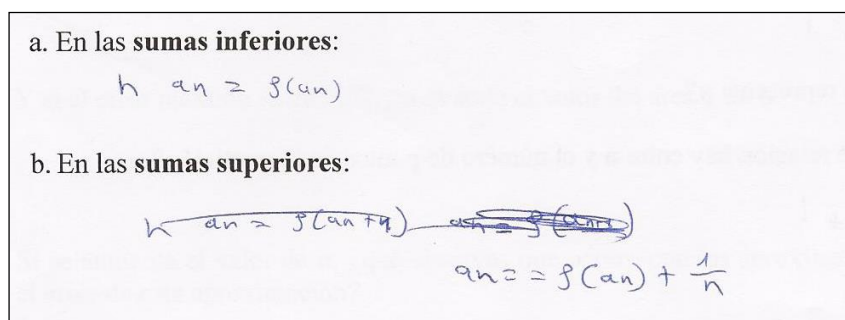 a. En las sumas inferiores:
h an = f(an)
b. En las sumas superiores:
h an = f(an+1)
an = = f(an) + 1/n